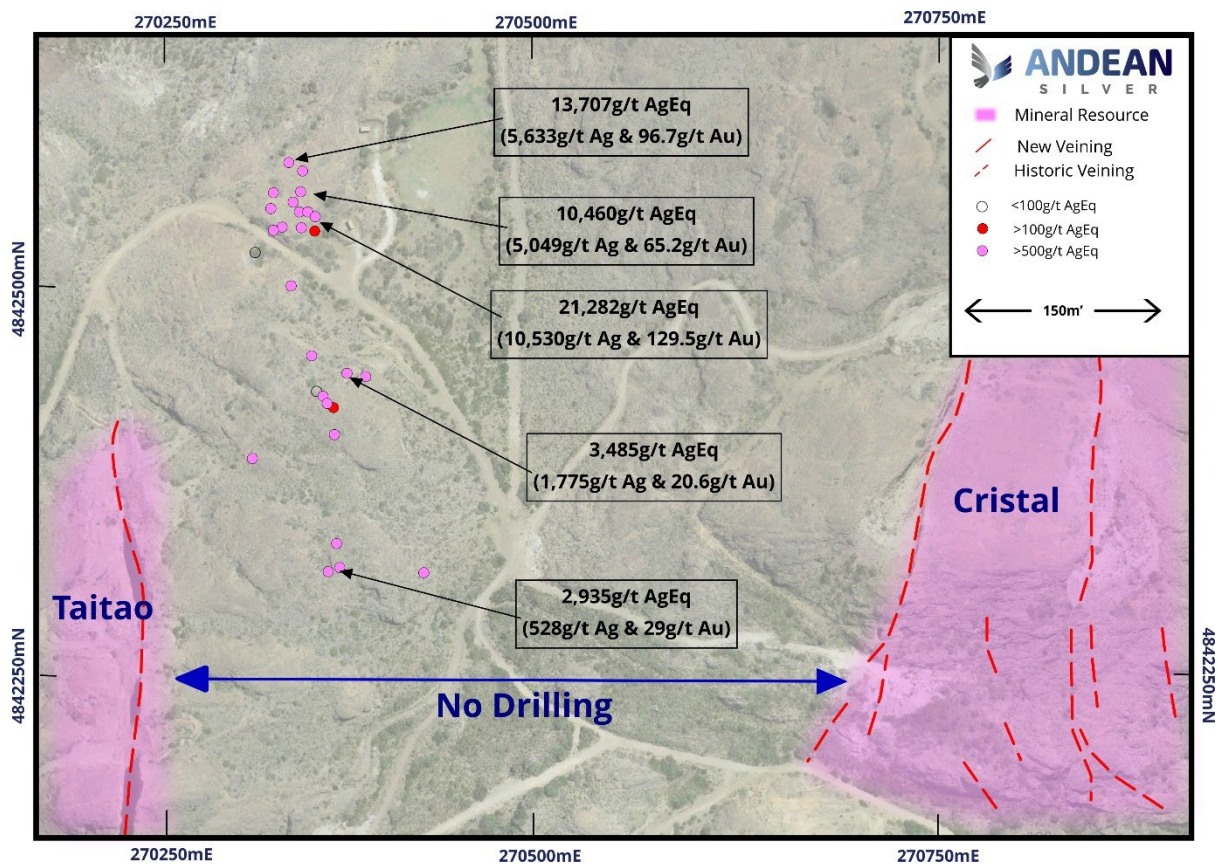 270250mE
270500mE
270750mE
ANDEAN
SILVER
Mineral Resource
New Veining
Historic Veining
<100g/t AgEq
>100g/t AgEq
>500g/t AgEq
150m'
13,707g/t AgEq
(5,633g/t Ag & 96.7g/t Au)
10,460g/t AgEq
(5,049g/t Ag & 65.2g/t Au)
4842500mN
21,282g/t AgEq
(10,530g/t Ag & 129.5g/t Au)
3,485g/t AgEq
(1,775g/t Ag & 20.6g/t Au)
Cristal
Taitao
2,935g/t AgEq
(528g/t Ag & 29g/t Au)
4842250mN
4842250mN
No Drilling
270250mE
270500mE
270750mE